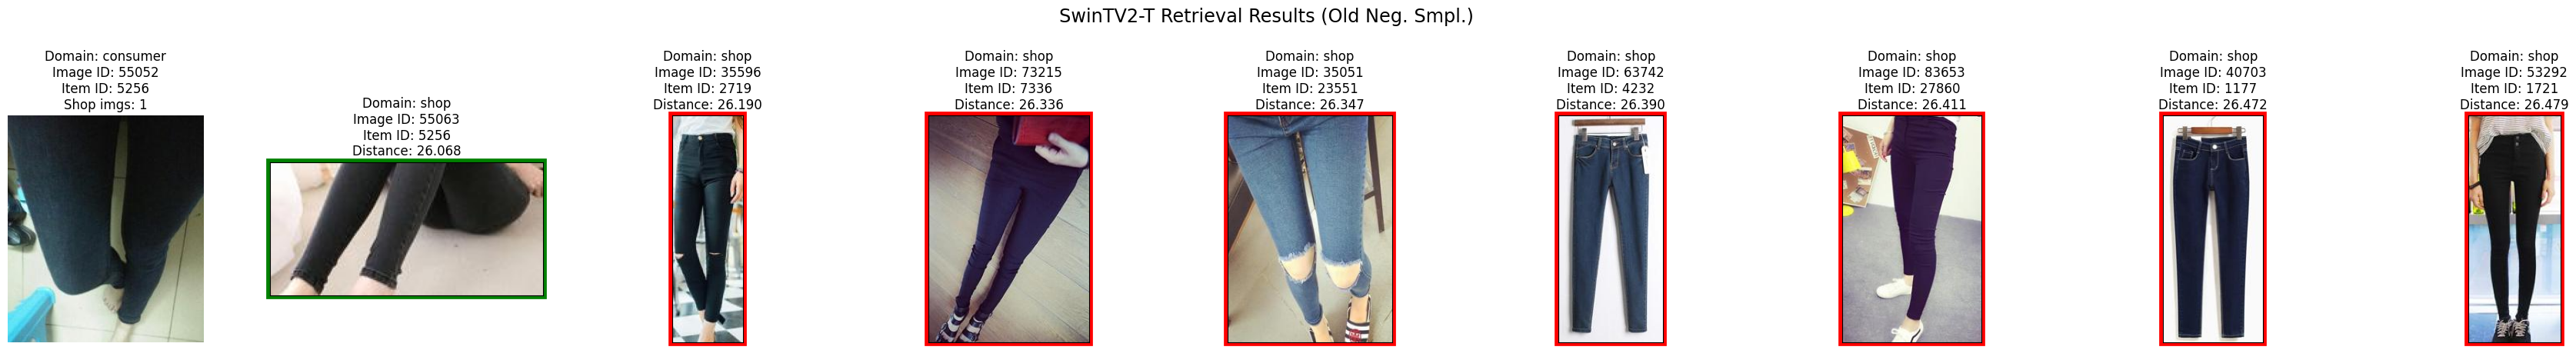 SwinTV2-T Retrieval Results (Old Neg. Smpl.)
Domain: consumer
Image ID: 55052
Item ID: 5256
Shop imgs: 1
Domain: shop
Image ID: 55063
Item ID: 5256
Distance: 26.068
Domain: shop
Image ID: 35596
Item ID: 2719
Distance: 26.190
Domain: shop
Image ID: 73215
Item ID: 7336
Distance: 26.336
Domain: shop
Image ID: 35051
Item ID: 23551
Distance: 26.347
Domain: shop
Image ID: 63742
Item ID: 4232
Distance: 26.390
Domain: shop
Image ID: 83653
Item ID: 27860
Distance: 26.411
Domain: shop
Image ID: 40703
Item ID: 1177
Distance: 26.472
Domain: shop
Image ID: 53292
Item ID: 1721
Distance: 26.479